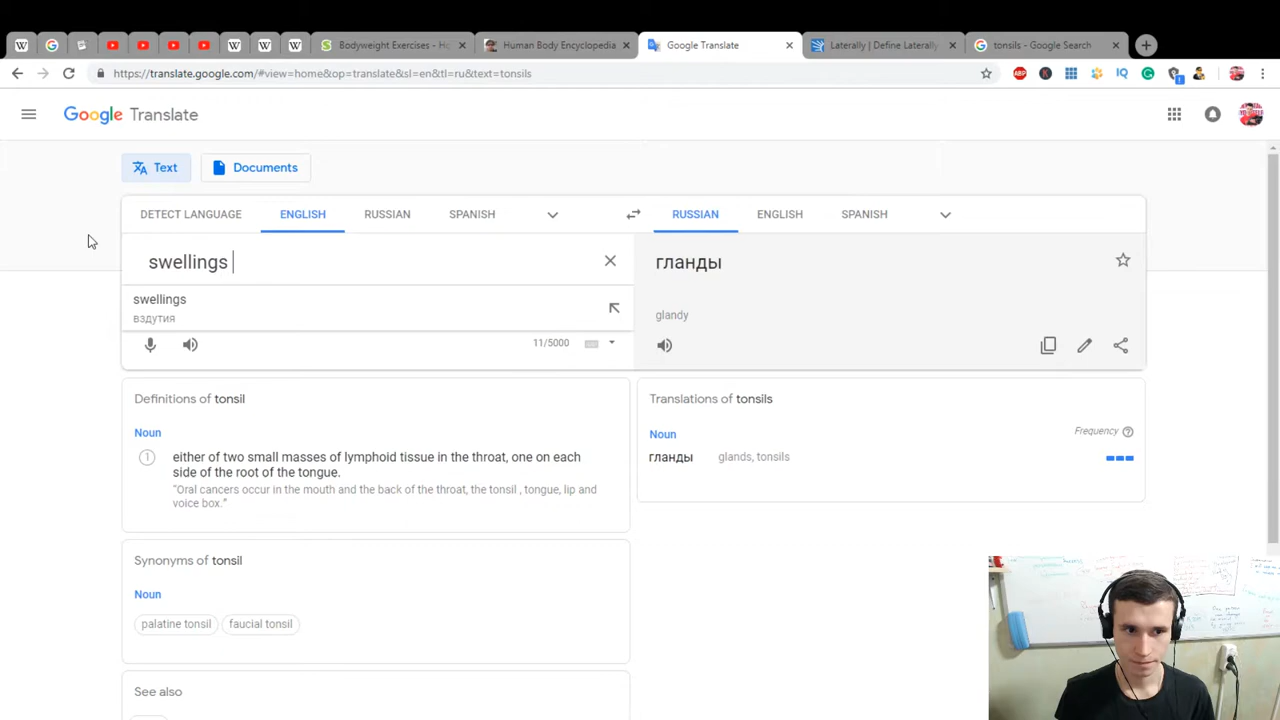 Bodyweight Exercises - H
Human Body Encyclopedia
Google Translate
Laterally | Define Laterally
tonsils - Google Search
https://translate.google.com/#view=home&op=translate&sl=en&tl=ru&text=tonsils
Google Translate
Text
Documents
DETECT LANGUAGE
ENGLISH
RUSSIAN
SPANISH
RUSSIAN
ENGLISH
SPANISH
swellings
гланды
swellings
вздутия
glandy
11/5000
Definitions of tonsil
Noun
1
either of two small masses of lymphoid tissue in the throat, one on each
side of the root of the tongue.
"Oral cancers occur in the mouth and the back of the throat, the tonsil , tongue, lip and
voice box."
Translations of tonsils
Noun
Frequency
гланды
glands, tonsils
Synonyms of tonsil
Noun
palatine tonsil
faucial tonsil
See also